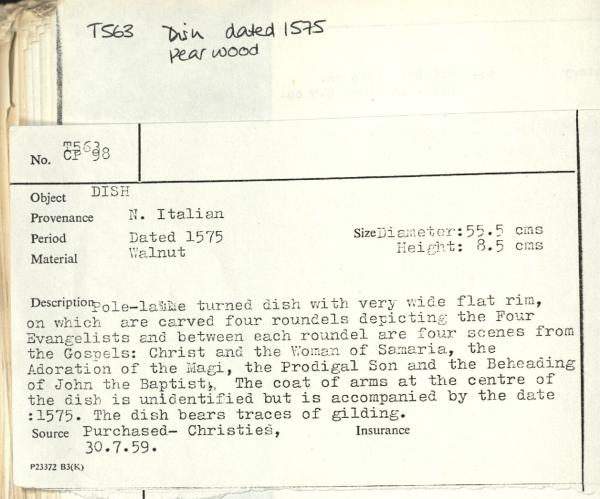 T563 Dish dated 1575
pear wood
T563
No. CP 98
Object DISH
Provenance N. Italian
Period Dated 1575 Size Diameter: 55.5 cms
Height: 8.5 cms
Material Walnut
Description Pole-lathe turned dish with very wide flat rim,
on which are carved four roundels depicting the Four
Evangelists and between each roundel are four scenes from
the Gospels: Christ and the Woman of Samaria, the
Adoration of the Magi, the Prodigal Son and the Beheading
of John the Baptist. The coat of arms at the centre of
the dish is unidentified but is accompanied by the date
:1575. The dish bears traces of gilding.
Source Purchased- Christies, Insurance
30.7.59.
P23372 B3(K)